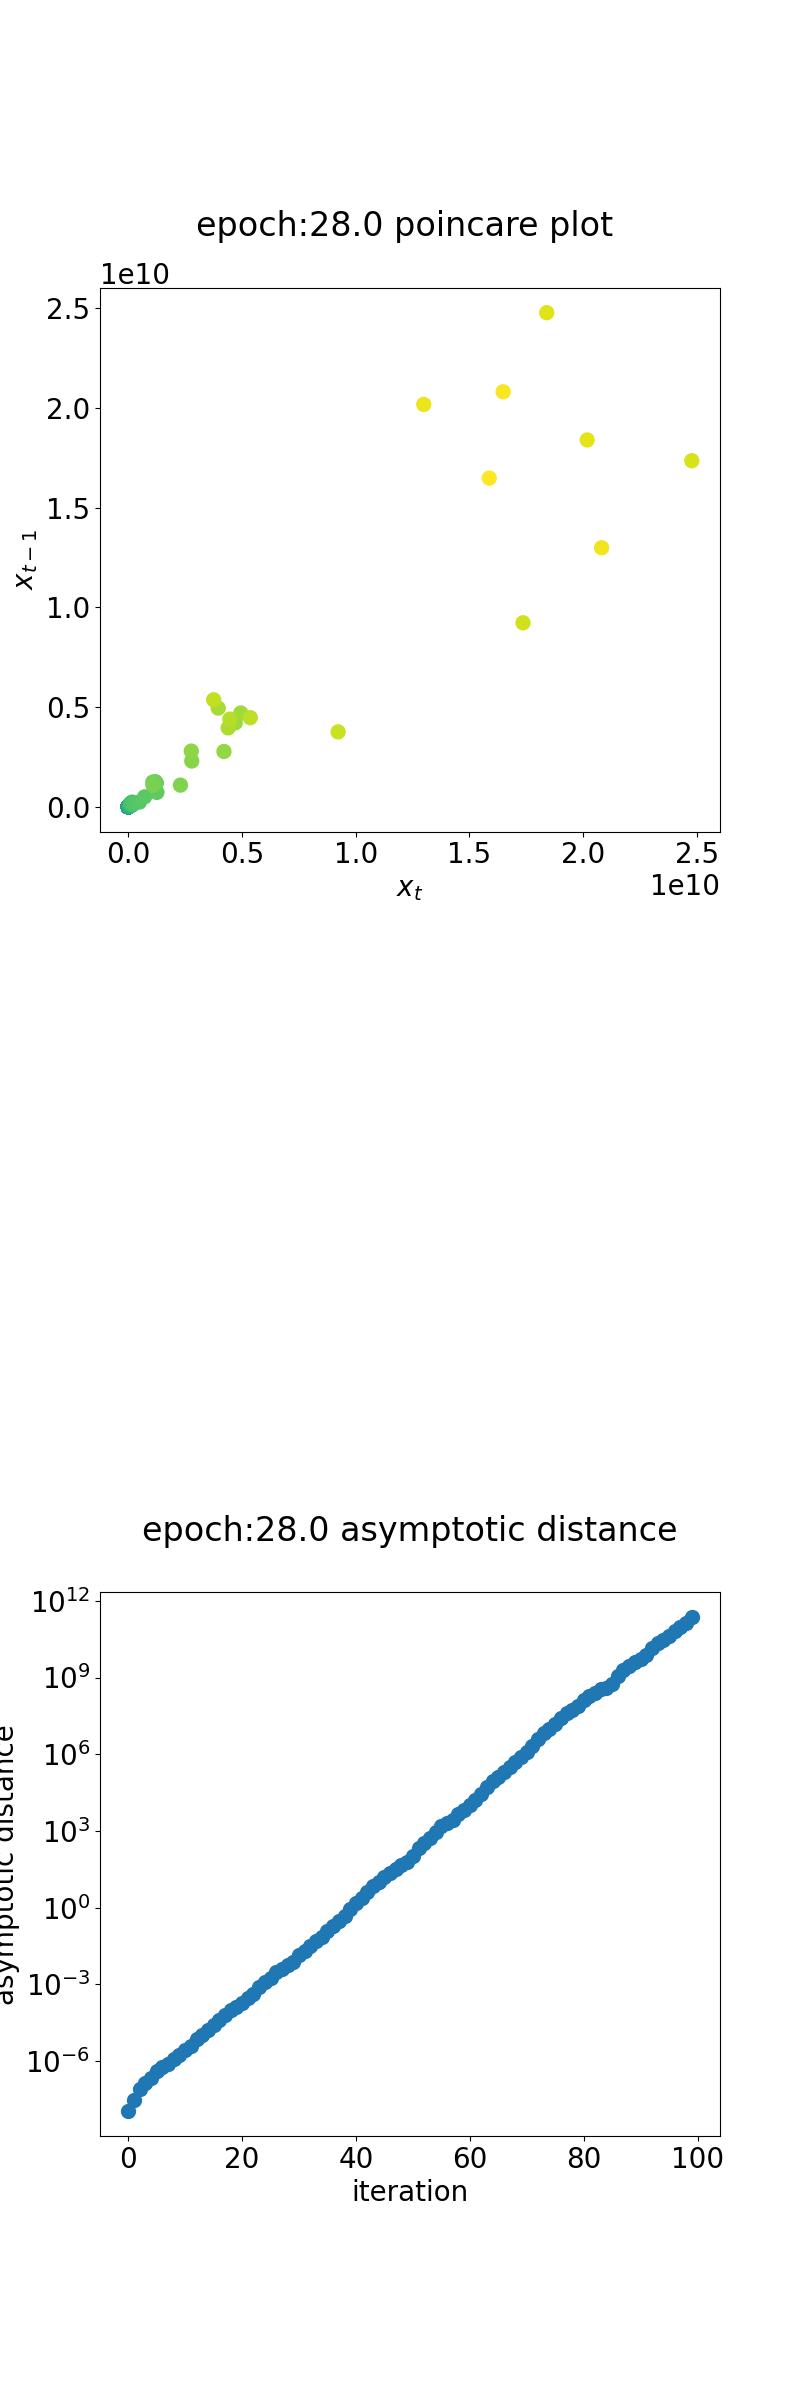 epoch:28.0 poincare plot
1e10
2.5
2.0
1.5
1.0
0.5
0.0
x_{t-1}
0.0 0.5 1.0 1.5 2.0 2.5
1e10
x_t
epoch:28.0 asymptotic distance
10^{12}
10^{9}
10^{6}
10^{3}
10^{0}
10^{-3}
10^{-6}
asymptotic distance
0 20 40 60 80 100
iteration